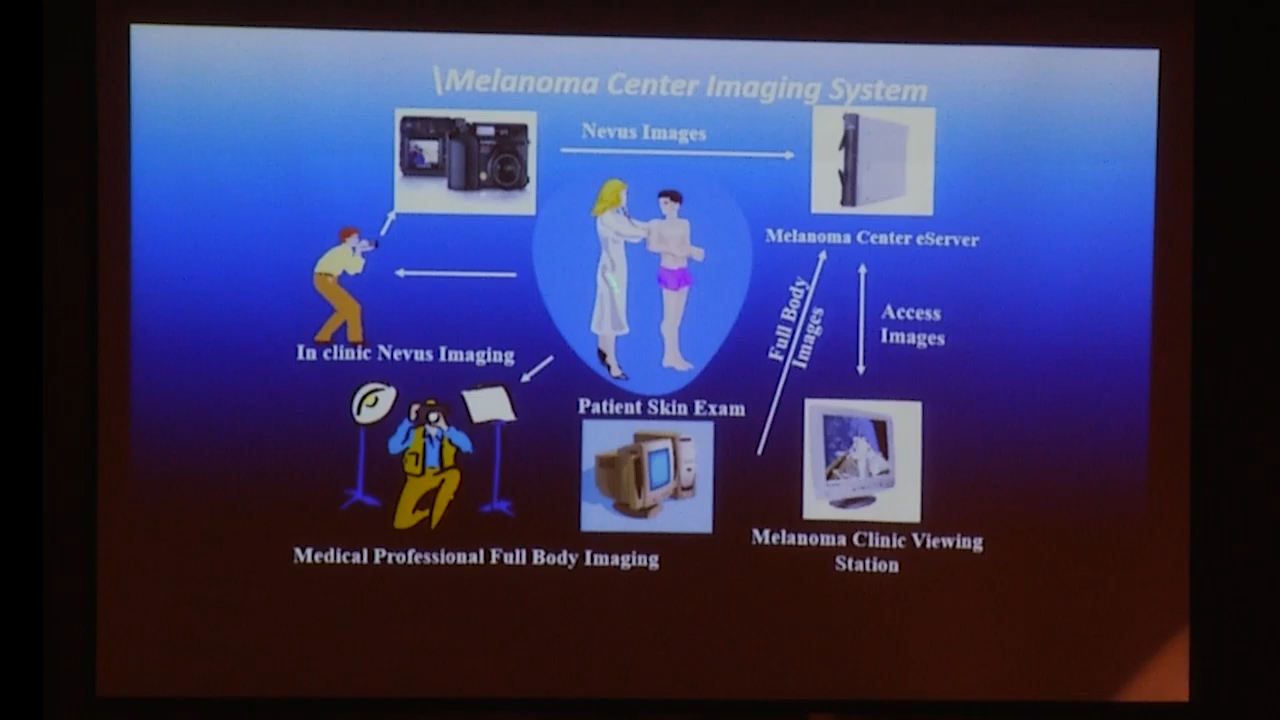 \Melanoma Center Imaging System
Nevus Images
Melanoma Center eServer
Full Body
Images
Access
Images
In clinic Nevus Imaging
Patient Skin Exam
Medical Professional Full Body Imaging
Melanoma Clinic Viewing
Station